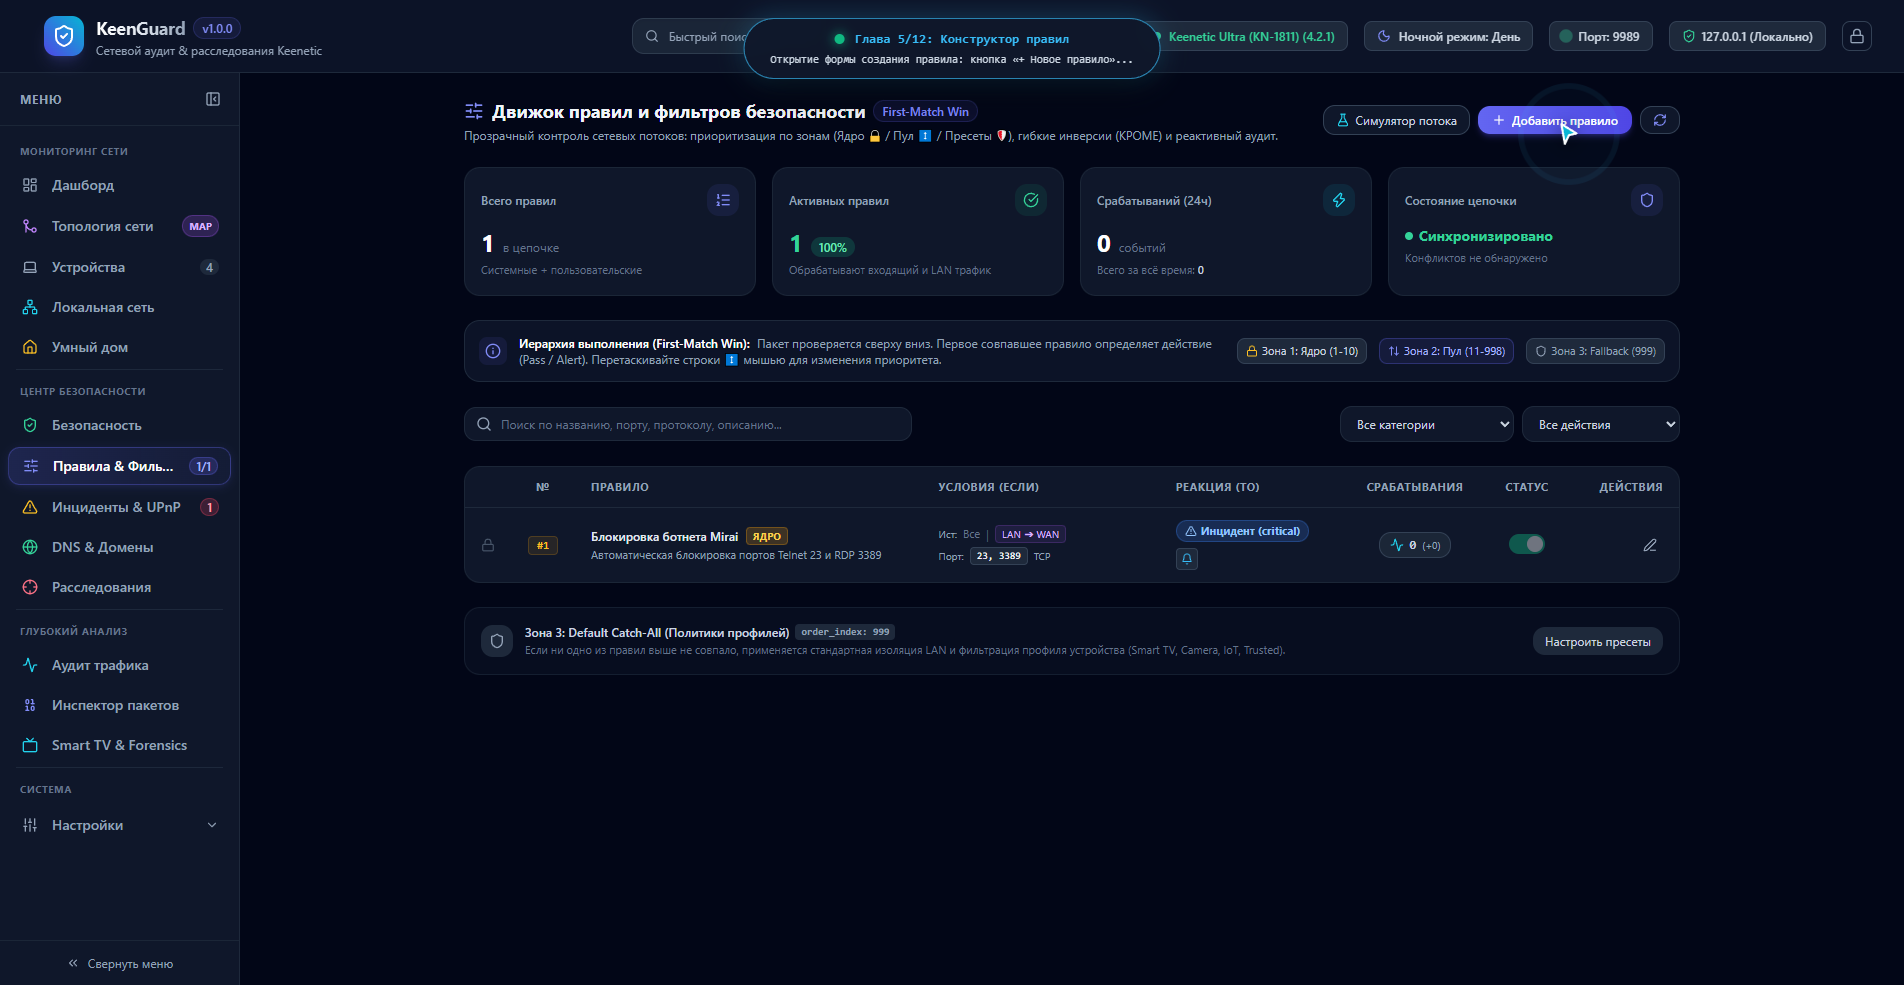 KeenGuard v1.0.0
Сетевой аудит & расследования Keenetic
Быстрый поис
Глава 5/12: Конструктор правил
Открытие формы создания правила: кнопка «+ Новое правило»...
Keenetic Ultra (KN-1811) (4.2.1)
Ночной режим: День
Порт: 9989
127.0.0.1 (Локально)
МЕНЮ
МОНИТОРИНГ СЕТИ
Дашборд
Топология сети MAP
Устройства 4
Локальная сеть
Умный дом
ЦЕНТР БЕЗОПАСНОСТИ
Безопасность
Правила & Филь... 1/1
Инциденты & UPnP 1
DNS & Домены
Расследования
ГЛУБОКИЙ АНАЛИЗ
Аудит трафика
Инспектор пакетов
Smart TV & Forensics
СИСТЕМА
Настройки
Свернуть меню
Движок правил и фильтров безопасности First-Match Win
Прозрачный контроль сетевых потоков: приоритизация по зонам (Ядро 🔒 / Пул ↕ / Пресеты 🛡), гибкие инверсии (КРОМЕ) и реактивный аудит.
Симулятор потока
+ Добавить правило
Всего правил
1 в цепочке
Системные + пользовательские
Активных правил
1 100%
Обрабатывают входящий и LAN трафик
Срабатываний (24ч)
0 событий
Всего за всё время: 0
Состояние цепочки
Синхронизировано
Конфликтов не обнаружено
Иерархия выполнения (First-Match Win): Пакет проверяется сверху вниз. Первое совпавшее правило определяет действие
(Pass / Alert). Перетаскивайте строки ↕ мышью для изменения приоритета.
Зона 1: Ядро (1-10)
Зона 2: Пул (11-998)
Зона 3: Fallback (999)
Поиск по названию, порту, протоколу, описанию...
Все категории
Все действия
№ ПРАВИЛО УСЛОВИЯ (ЕСЛИ) РЕАКЦИЯ (ТО) СРАБАТЫВАНИЯ СТАТУС ДЕЙСТВИЯ
#1
Блокировка ботнета Mirai ЯДРО
Автоматическая блокировка портов Telnet 23 и RDP 3389
Ист: Все | LAN ➔ WAN
Порт: 23, 3389 TCP
Инцидент (critical)
0 (+0)
Зона 3: Default Catch-All (Политики профилей) order_index: 999
Если ни одно из правил выше не совпало, применяется стандартная изоляция LAN и фильтрация профиля устройства (Smart TV, Camera, IoT, Trusted).
Настроить пресеты